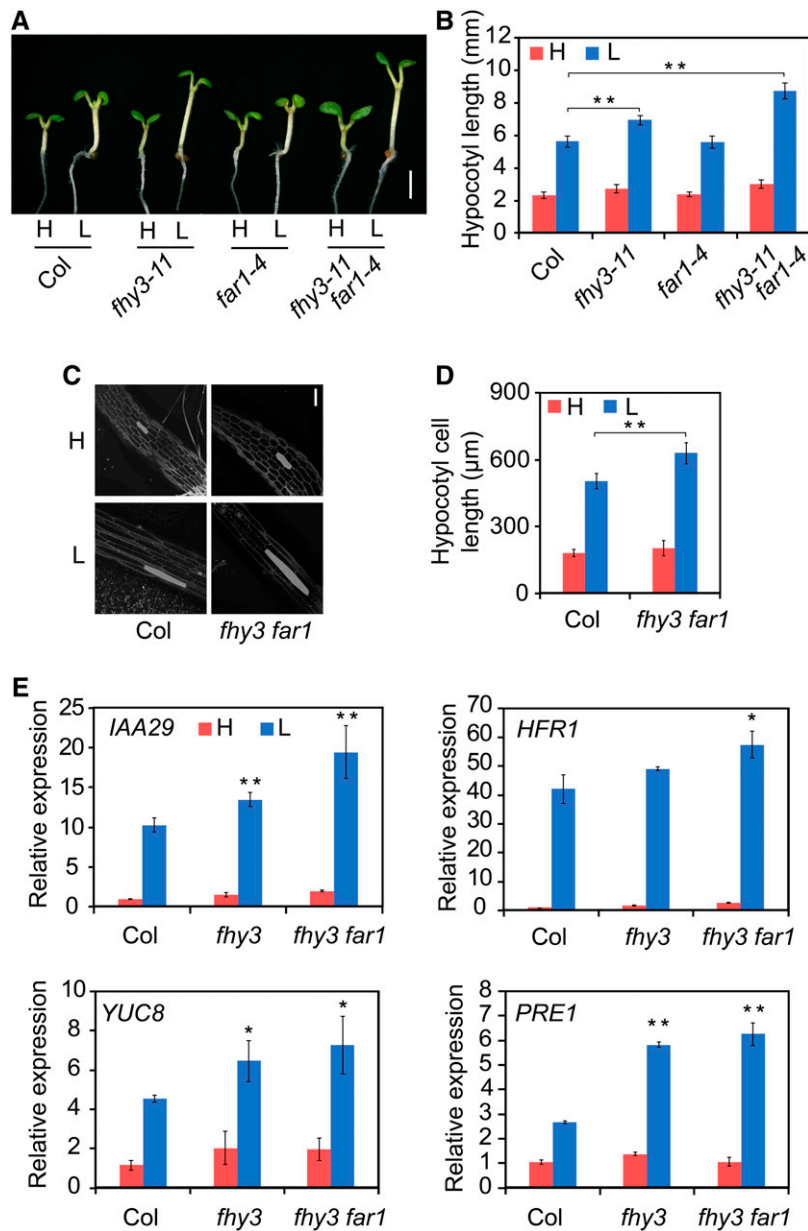 A
H L H L H L H L
Col fhy3-11 far1-4 fhy3-11 far1-4
B
Hypocotyl length (mm)
12
10
8
6
4
2
0
H L
**
**
Col fhy3-11 far1-4 fhy3-11 far1-4
C
H
L
Col fhy3 far1
D
Hypocotyl cell length (µm)
900
600
300
0
H L
**
Col fhy3 far1
E
Relative expression
25
20
15
10
5
0
IAA29 H L
**
**
Col fhy3 fhy3 far1
Relative expression
70
60
50
40
30
20
10
0
HFR1
*
Col fhy3 fhy3 far1
Relative expression
10
8
6
4
2
0
YUC8
*
*
Col fhy3 fhy3 far1
Relative expression
8
7
6
5
4
3
2
1
0
PRE1
**
**
Col fhy3 fhy3 far1